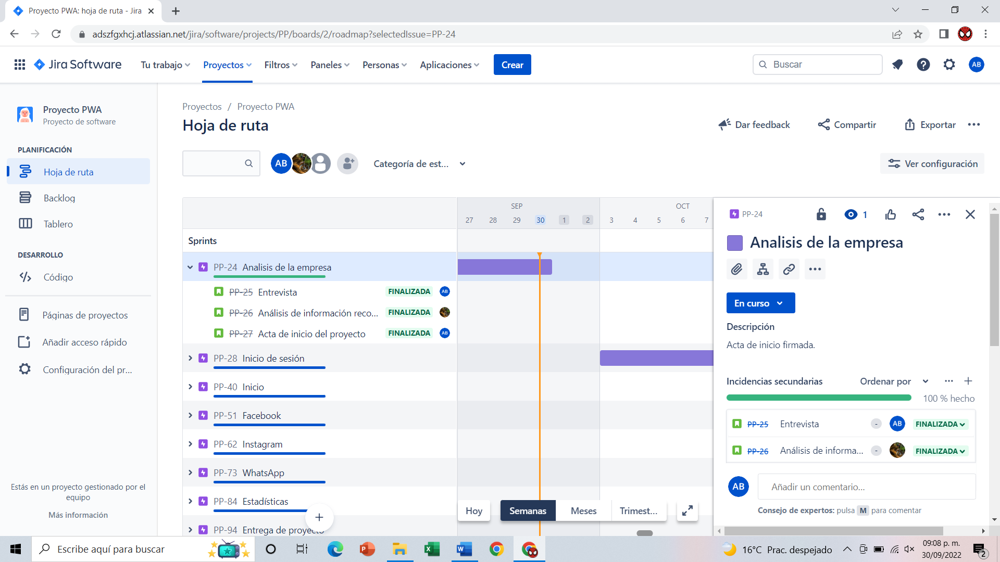 Proyecto PWA: hoja de ruta - Jira
adszfgxhcj.atlassian.net/jira/software/projects/PP/boards/2/roadmap?selectedIssue=PP-24
Jira Software
Tu trabajo
Proyectos
Filtros
Paneles
Personas
Aplicaciones
Crear
Buscar
AB
Proyecto PWA
Proyecto de software
PLANIFICACIÓN
Hoja de ruta
Backlog
Tablero
DESARROLLO
Código
Páginas de proyectos
Añadir acceso rápido
Configuración del pr...
Estás en un proyecto gestionado por el
equipo
Más información
Proyectos / Proyecto PWA
Hoja de ruta
Dar feedback
Compartir
Exportar
AB
Categoría de est...
Ver configuración
SEP
OCT
27 28 29 30 1 2 3 4 5 6 7
Sprints
PP-24 Analisis de la empresa
PP-25 Entrevista FINALIZADA AB
PP-26 Análisis de información reco... FINALIZADA
PP-27 Acta de inicio del proyecto FINALIZADA AB
PP-28 Inicio de sesión
PP-40 Inicio
PP-51 Facebook
PP-62 Instagram
PP-73 WhatsApp
PP-84 Estadísticas
PP-94 Entrega de proyecto
Hoy
Semanas
Meses
Trimest...
PP-24
1
Analisis de la empresa
En curso
Descripción
Acta de inicio firmada.
Incidencias secundarias
Ordenar por
100 % hecho
PP-25 Entrevista - AB FINALIZADA
PP-26 Análisis de informa... - FINALIZADA
AB
Añadir un comentario...
Consejo de expertos: pulsa M para comentar
Escribe aquí para buscar
16°C Prac. despejado
09:08 p. m.
30/09/2022
2